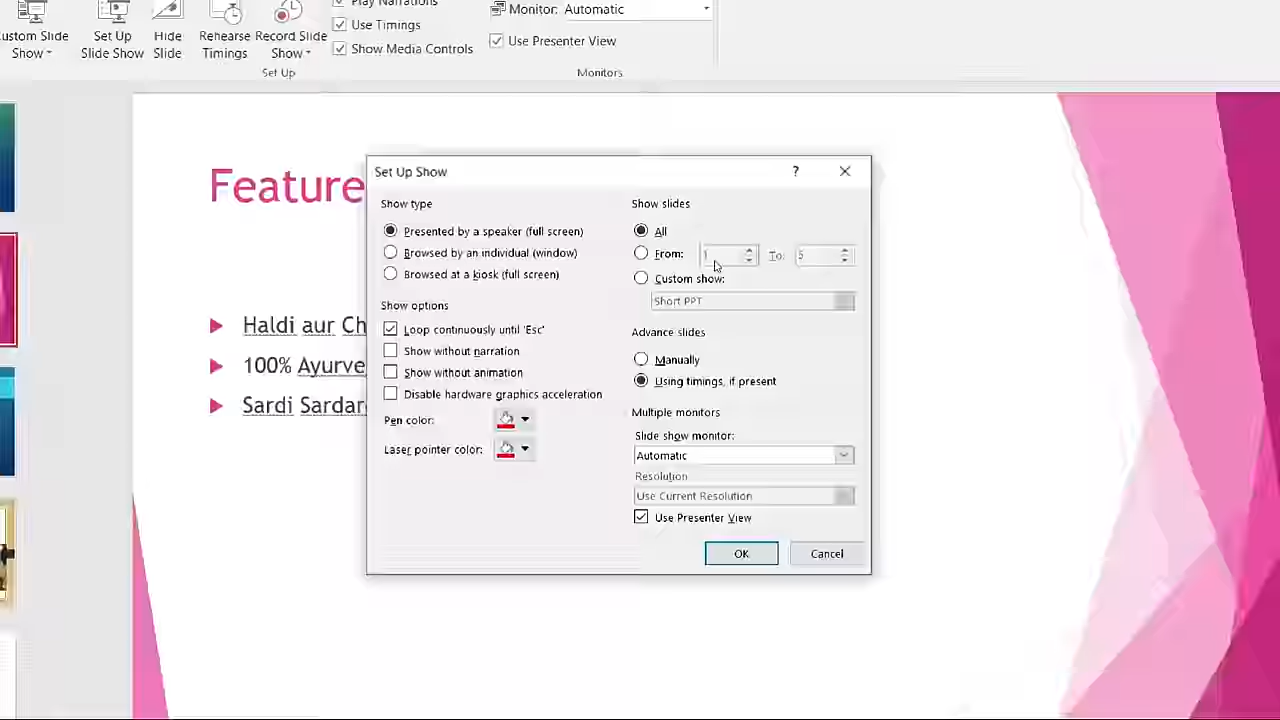 Play Narrations
Monitor: Automatic
Custom Slide Show
Set Up Slide Show
Hide Slide
Rehearse Timings
Record Slide Show
Use Timings
Show Media Controls
Use Presenter View
Set Up
Monitors
Feature
Haldi aur Ch
100% Ayurve
Sardi Sardar
Set Up Show
?
Show type
Presented by a speaker (full screen)
Browsed by an individual (window)
Browsed at a kiosk (full screen)
Show options
Loop continuously until 'Esc'
Show without narration
Show without animation
Disable hardware graphics acceleration
Pen color:
Laser pointer color:
Show slides
All
From: 1 To: 5
Custom show:
Short PPT
Advance slides
Manually
Using timings, if present
Multiple monitors
Slide show monitor:
Automatic
Resolution
Use Current Resolution
Use Presenter View
OK Cancel